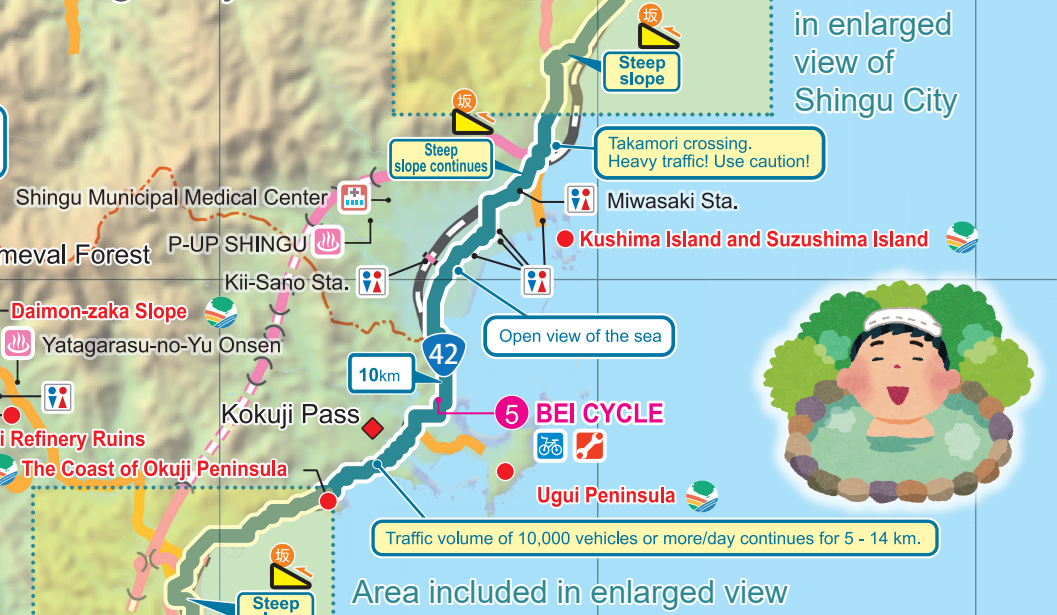 in enlarged
view of
Shingu City
坂
Steep
slope
坂
Steep
slope continues
Takamori crossing.
Heavy traffic! Use caution!
Shingu Municipal Medical Center
Miwasaki Sta.
P-UP SHINGU
Kushima Island and Suzushima Island
Forest
Kii-Sano Sta.
Daimon-zaka Slope
Open view of the sea
Yatagarasu-no-Yu Onsen
42
10km
Kokuji Pass
5 BEI CYCLE
Refinery Ruins
The Coast of Okuji Peninsula
Ugui Peninsula
Traffic volume of 10,000 vehicles or more/day continues for 5 - 14 km.
坂
Steep
Area included in enlarged view